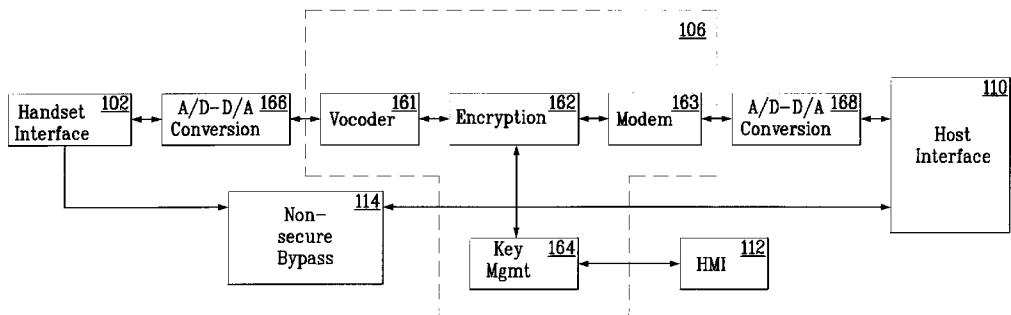 106
102
Handset
Interface
A/D-D/A 166
Conversion
161
Vocoder
162
Encryption
163
Modem
A/D-D/A 168
Conversion
110
Host
Interface
114
Non-
secure
Bypass
Key 164
Mgmt
112
HMI